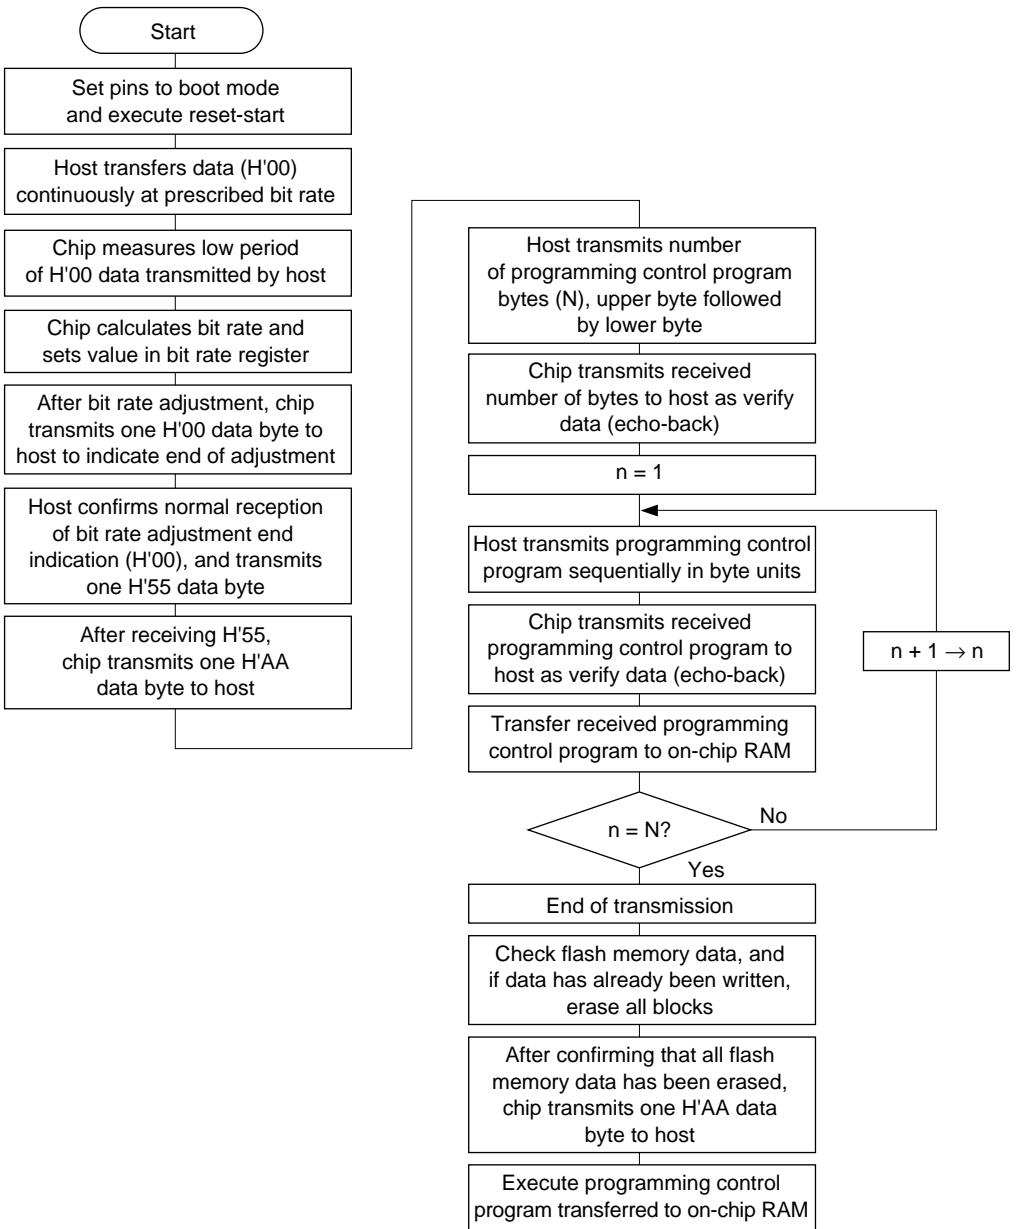 Start
Set pins to boot mode
and execute reset-start
Host transfers data (H'00)
continuously at prescribed bit rate
Chip measures low period
of H'00 data transmitted by host
Chip calculates bit rate and
sets value in bit rate register
After bit rate adjustment, chip
transmits one H'00 data byte to
host to indicate end of adjustment
Host confirms normal reception
of bit rate adjustment end
indication (H'00), and transmits
one H'55 data byte
After receiving H'55,
chip transmits one H'AA
data byte to host
Host transmits number
of programming control program
bytes (N), upper byte followed
by lower byte
Chip transmits received
number of bytes to host as verify
data (echo-back)
n = 1
Host transmits programming control
program sequentially in byte units
Chip transmits received
programming control program to
host as verify data (echo-back)
n + 1 → n
Transfer received programming
control program to on-chip RAM
n = N?
No
Yes
End of transmission
Check flash memory data, and
if data has already been written,
erase all blocks
After confirming that all flash
memory data has been erased,
chip transmits one H'AA data
byte to host
Execute programming control
program transferred to on-chip RAM